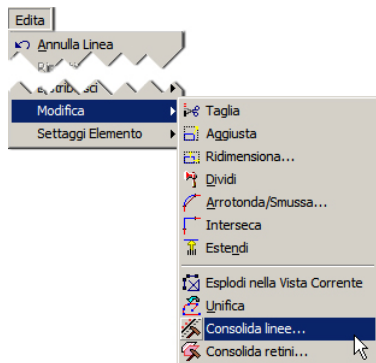 Edita
Annulla Linea
Modifica
Settaggi Elemento
Taglia
Aggiusta
Ridimensiona...
Dividi
Arrotonda/Smussa...
Interseca
Estendi
Esplodi nella Vista Corrente
Unifica
Consolida linee...
Consolida retini...